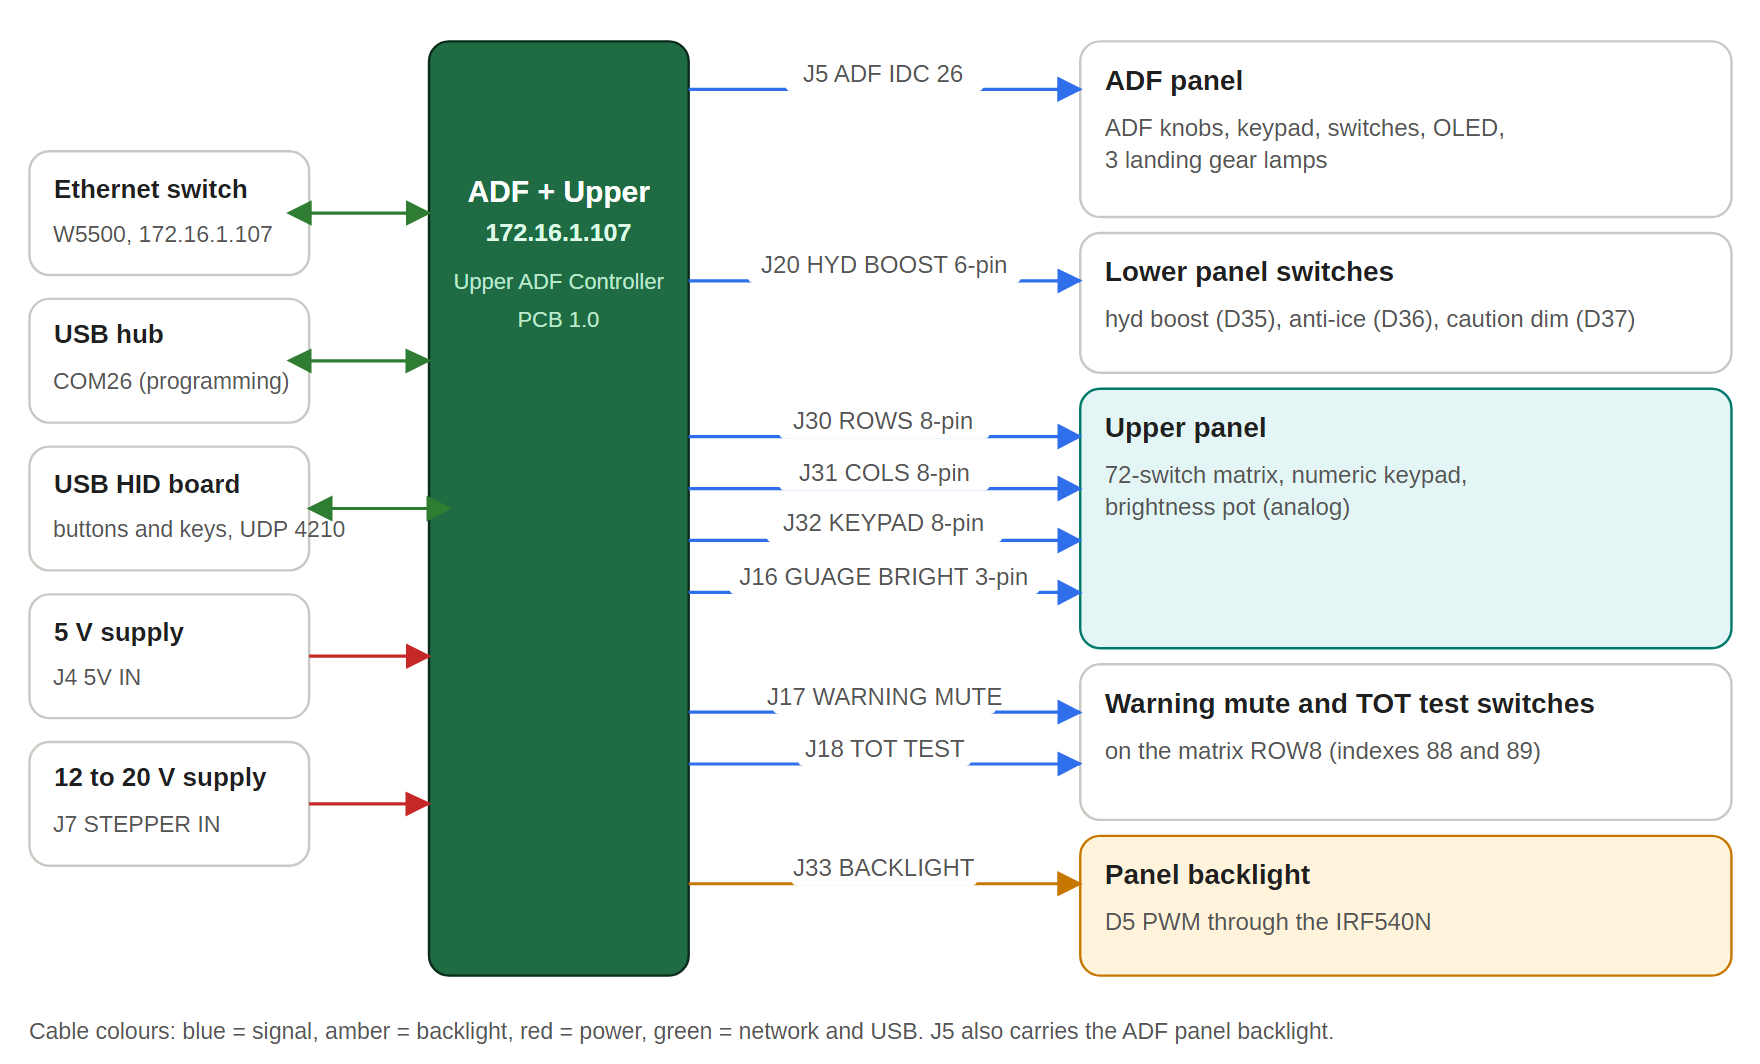 Ethernet switch
W5500, 172.16.1.107
USB hub
COM26 (programming)
USB HID board
buttons and keys, UDP 4210
5 V supply
J4 5V IN
12 to 20 V supply
J7 STEPPER IN
ADF + Upper
172.16.1.107
Upper ADF Controller
PCB 1.0
J5 ADF IDC 26
J20 HYD BOOST 6-pin
J30 ROWS 8-pin
J31 COLS 8-pin
J32 KEYPAD 8-pin
J16 GUAGE BRIGHT 3-pin
J17 WARNING MUTE
J18 TOT TEST
J33 BACKLIGHT
ADF panel
ADF knobs, keypad, switches, OLED,
3 landing gear lamps
Lower panel switches
hyd boost (D35), anti-ice (D36), caution dim (D37)
Upper panel
72-switch matrix, numeric keypad,
brightness pot (analog)
Warning mute and TOT test switches
on the matrix ROW8 (indexes 88 and 89)
Panel backlight
D5 PWM through the IRF540N
Cable colours: blue = signal, amber = backlight, red = power, green = network and USB. J5 also carries the ADF panel backlight.